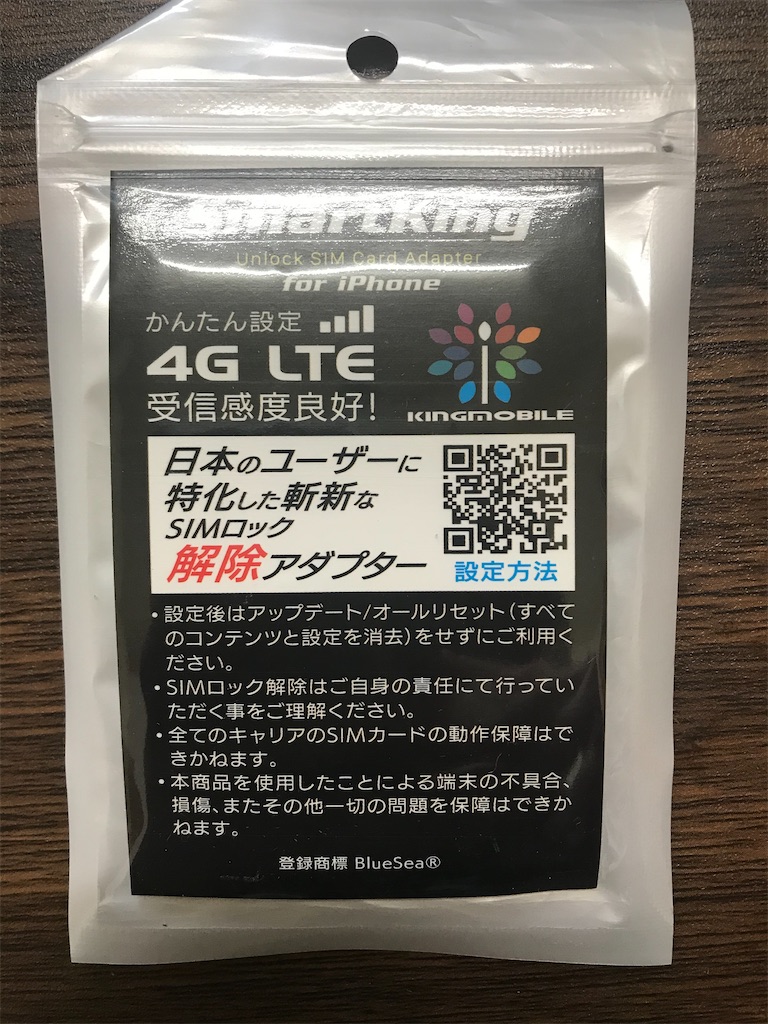 SmartKing
Unlock SIM Card Adapter
for iPhone
かんたん設定
4G LTE
受信感度良好!
KINGMOBILE
日本のユーザーに
特化した斬新な
SIMロック
解除アダプター
設定方法
・設定後はアップデート/オールリセット(すべて
のコンテンツと設定を消去)をせずにご利用く
ださい。
・SIMロック解除はご自身の責任にて行ってい
ただく事をご理解ください。
・全てのキャリアのSIMカードの動作保障はで
きかねます。
・本商品を使用したことによる端末の不具合、
損傷、またその他一切の問題を保障はできか
ねます。
登録商標 BlueSea®